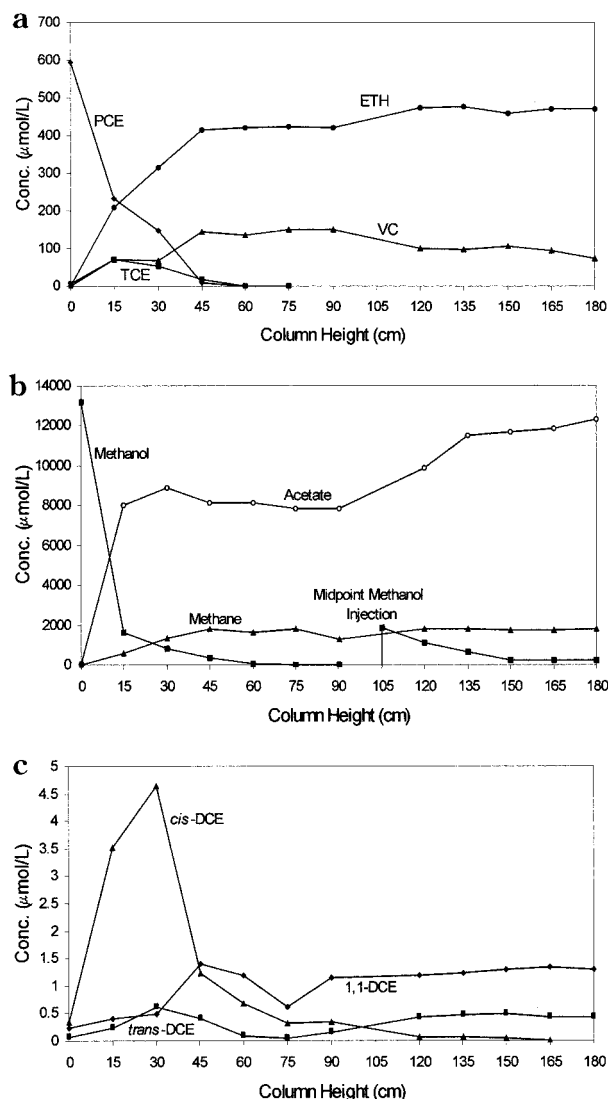 a
700
600
500
400
300
200
100
0
Conc. (μmol/L)
PCE
ETH
VC
TCE
0 15 30 45 60 75 90 105 120 135 150 165 180
Column Height (cm)
b
14000
12000
10000
8000
6000
4000
2000
0
Conc. (μmol/L)
Methanol
Acetate
Methane
Midpoint Methanol
Injection
0 15 30 45 60 75 90 105 120 135 150 165 180
Column Height (cm)
c
5
4.5
4
3.5
3
2.5
2
1.5
1
0.5
0
Conc. (μmol/L)
cis-DCE
1,1-DCE
trans-DCE
0 15 30 45 60 75 90 105 120 135 150 165 180
Column Height (cm)